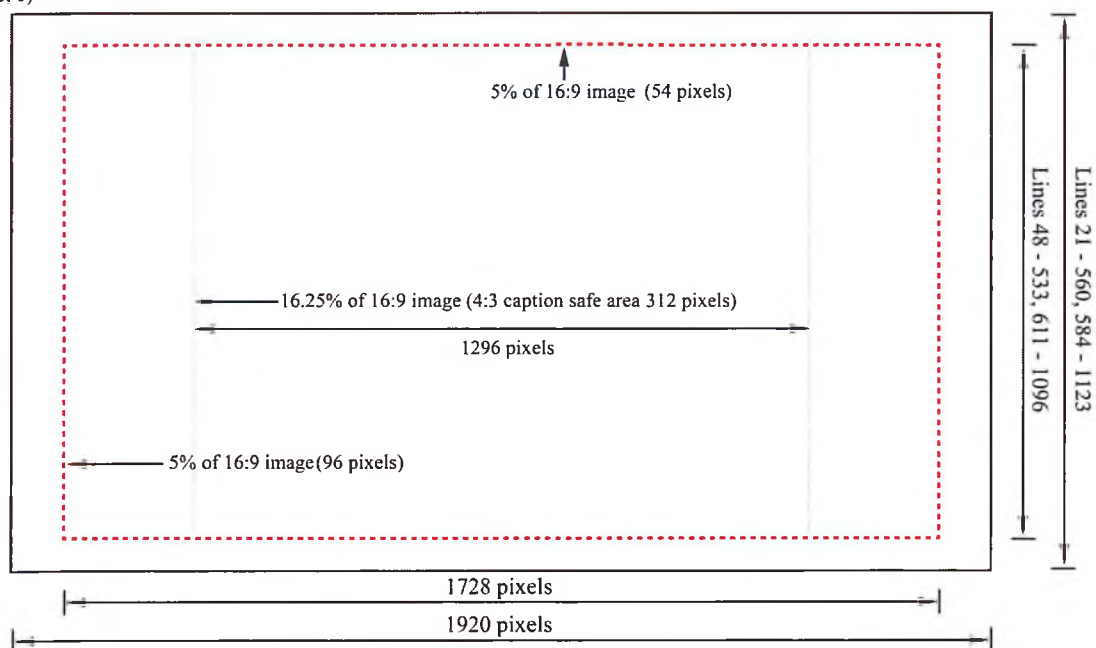 5% of 16:9 image (54 pixels)
16.25% of 16:9 image (4:3 caption safe area 312 pixels)
1296 pixels
5% of 16:9 image (96 pixels)
Lines 48 - 533, 611 - 1096
Lines 21 - 560, 584 - 1123
1728 pixels
1920 pixels